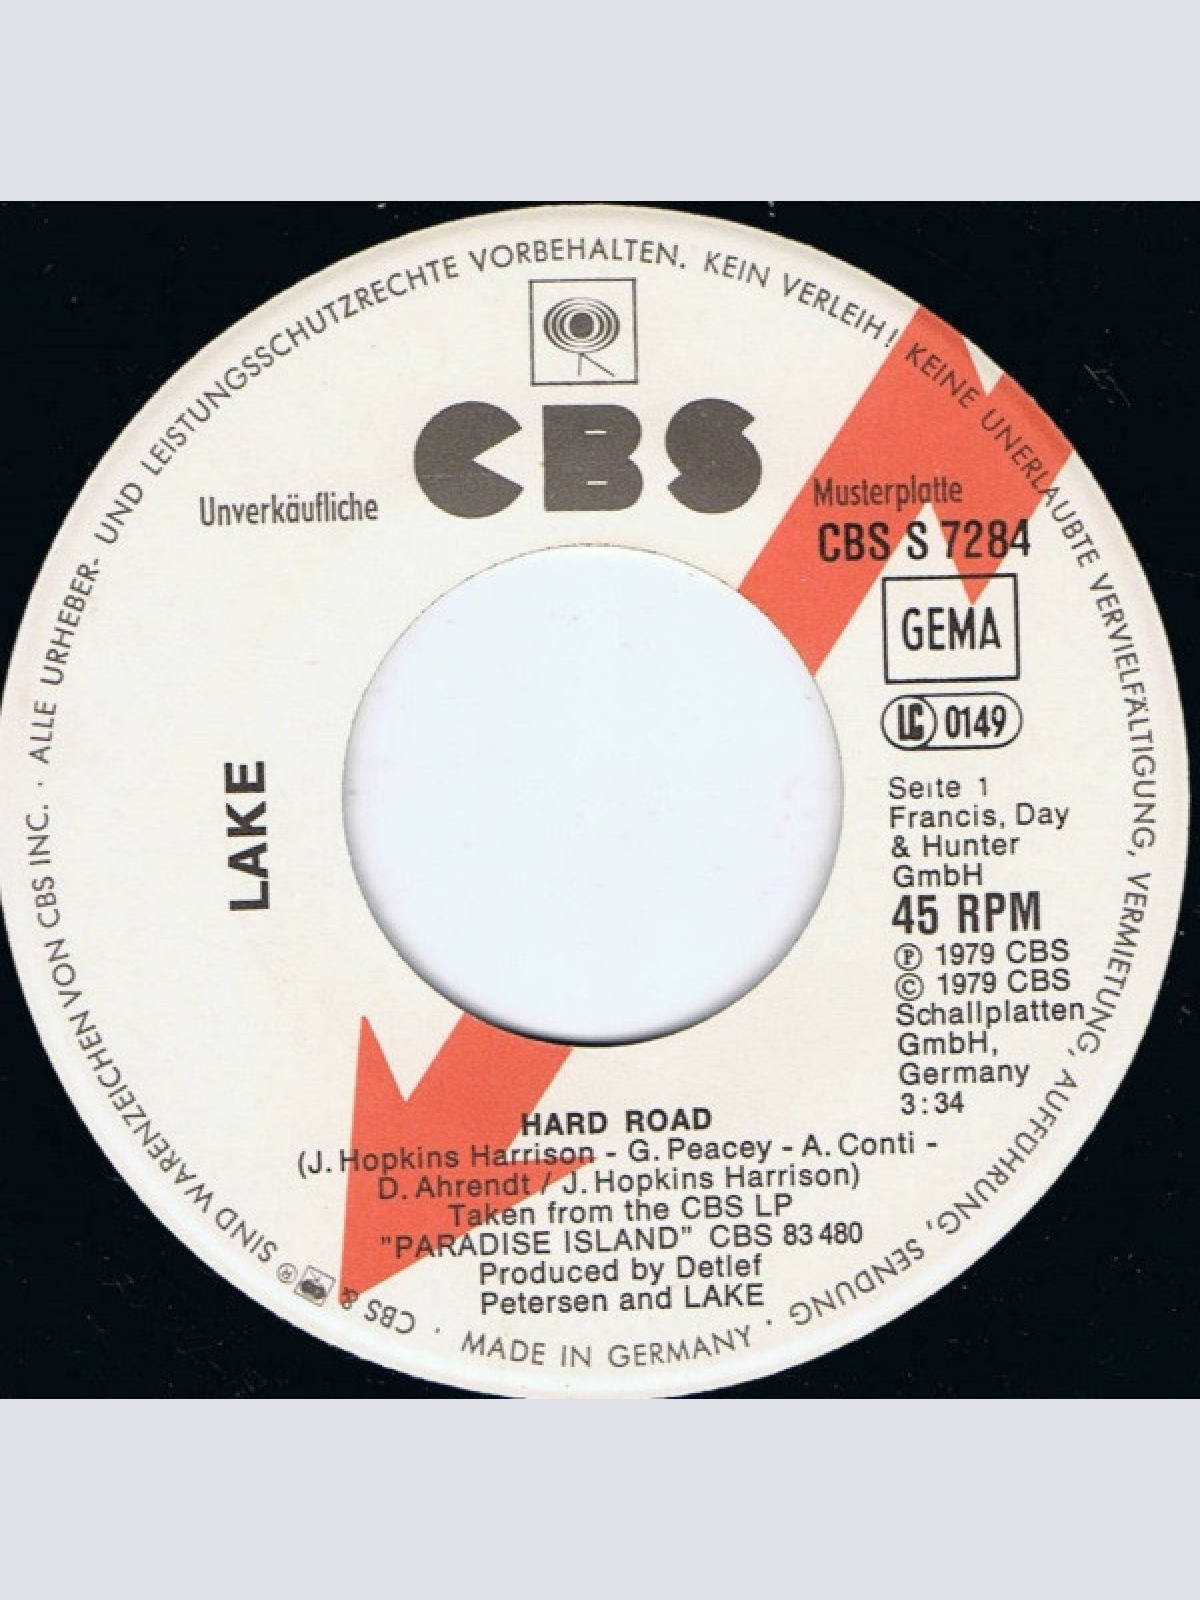 ALLE URHEBER- UND LEISTUNGSSCHUTZRECHTE VORBEHALTEN. KEIN VERLEIH! KEINE UNERLAUBTE VERVIELFÄLTIGUNG, VERMIETUNG, AUFFÜHRUNG, SENDUNG
CBS
Unverkäufliche
Musterplatte
CBS S 7284
GEMA
LC 0149
LAKE
Seite 1
Francis, Day
& Hunter
GmbH
45 RPM
Ⓟ 1979 CBS
© 1979 CBS
Schallplatten
GmbH,
Germany
3:34
HARD ROAD
(J. Hopkins Harrison - G. Peacey - A. Conti -
D. Ahrendt / J. Hopkins Harrison)
Taken from the CBS LP
"PARADISE ISLAND" CBS 83 480
Produced by Detlef
Petersen and LAKE
· MADE IN GERMANY ·
CBS & CBS ® SIND WARENZEICHEN VON CBS INC. ·